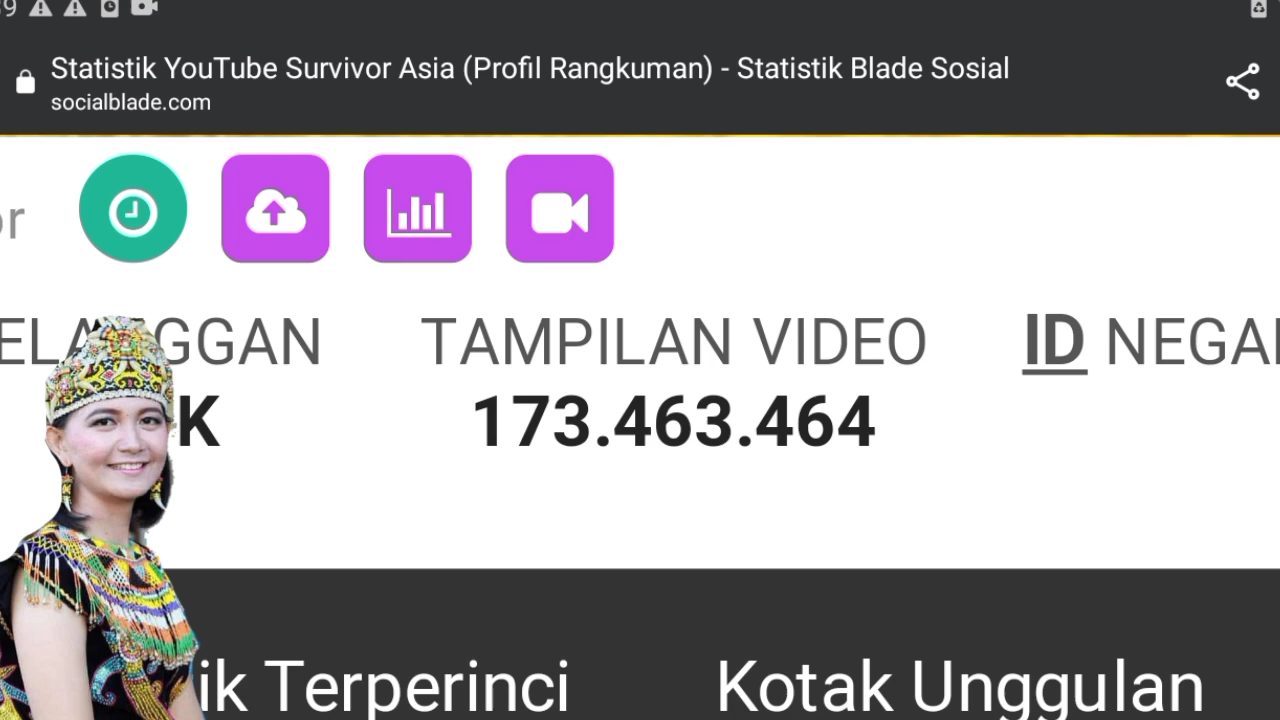 Statistik YouTube Survivor Asia (Profil Rangkuman) - Statistik Blade Sosial
socialblade.com
TAMPILAN VIDEO
ID
K
173.463.464
Terperinci
Kotak Unggulan